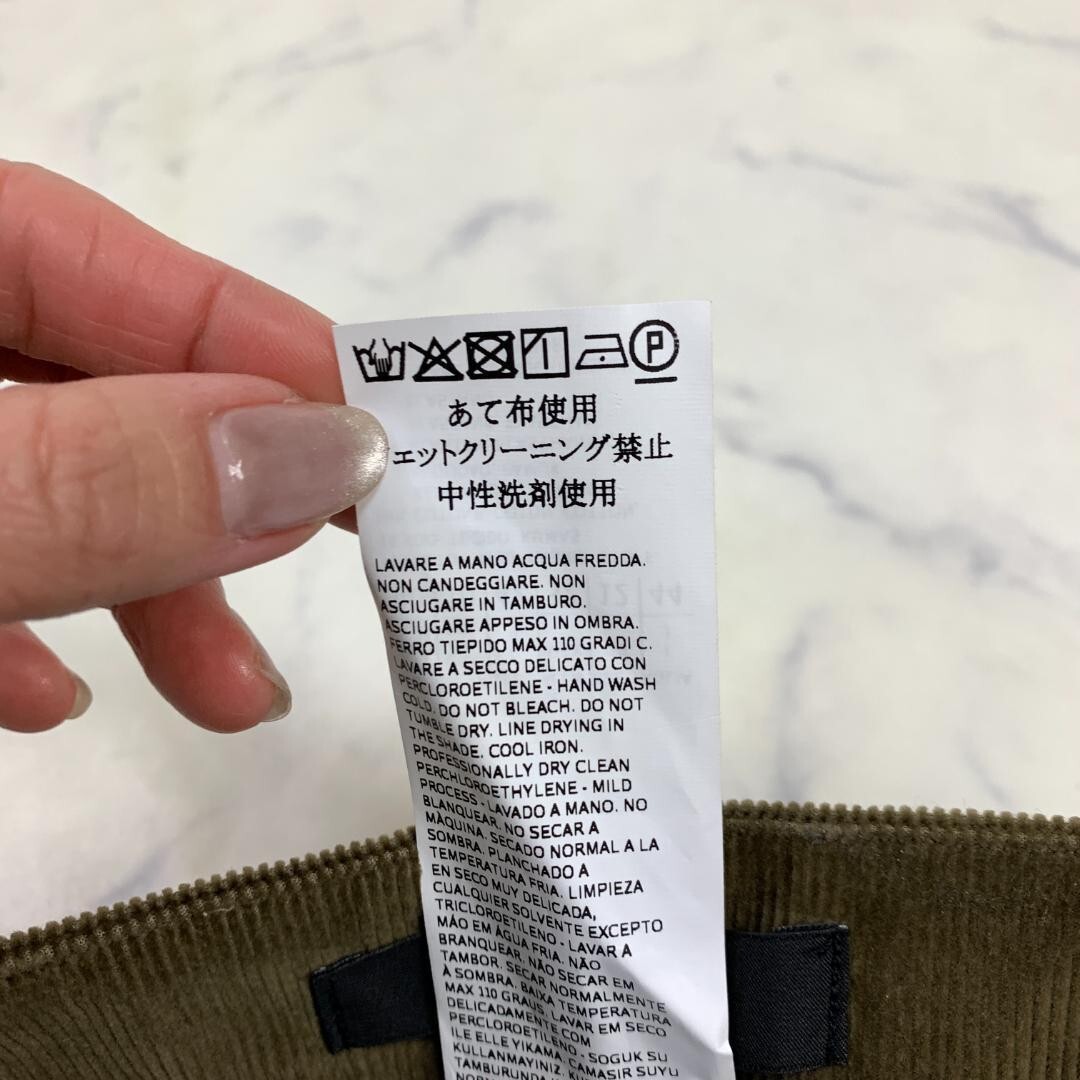 P
あて布使用
ェットクリーニング禁止
中性洗剤使用
LAVARE A MANO ACQUA FREDDA.
NON CANDEGGIARE. NON
ASCIUGARE IN TAMBURO.
ASCIUGARE APPESO IN OMBRA.
FERRO TIEPIDO MAX 110 GRADI C.
LAVARE A SECCO DELICATO CON
PERCLOROETILENE - HAND WASH
COLD. DO NOT BLEACH. DO NOT
TUMBLE DRY. LINE DRYING IN
THE SHADE. COOL IRON.
PROFESSIONALLY DRY CLEAN
PERCHLOROETHYLENE - MILD
PROCESS - LAVADO A MANO. NO
BLANQUEAR. NO SECAR A
MÁQUINA. SECADO NORMAL A LA
SOMBRA. PLANCHADO A
TEMPERATURA FRIA. LIMPIEZA
EN SECO MUY DELICADA,
CUALQUIER SOLVENTE EXCEPTO
TRICLOROETILENO - LAVAR A
MÁO EM ÁGUA FRIA. NÃO
BRANQUEAR. NÃO SECAR EM
TAMBOR. SECAR NORMALMENTE
À SOMBRA. BAIXA TEMPERATURA
MAX 110 GRAUS. LAVAR EM SECO
DELICADAMENTE COM
PERCLOROETILENO - SOGUK SU
ILE ELLE YIKAMA. CAMASIR SUYU
KULLANMAYINIZ.
TAMBURUNDA